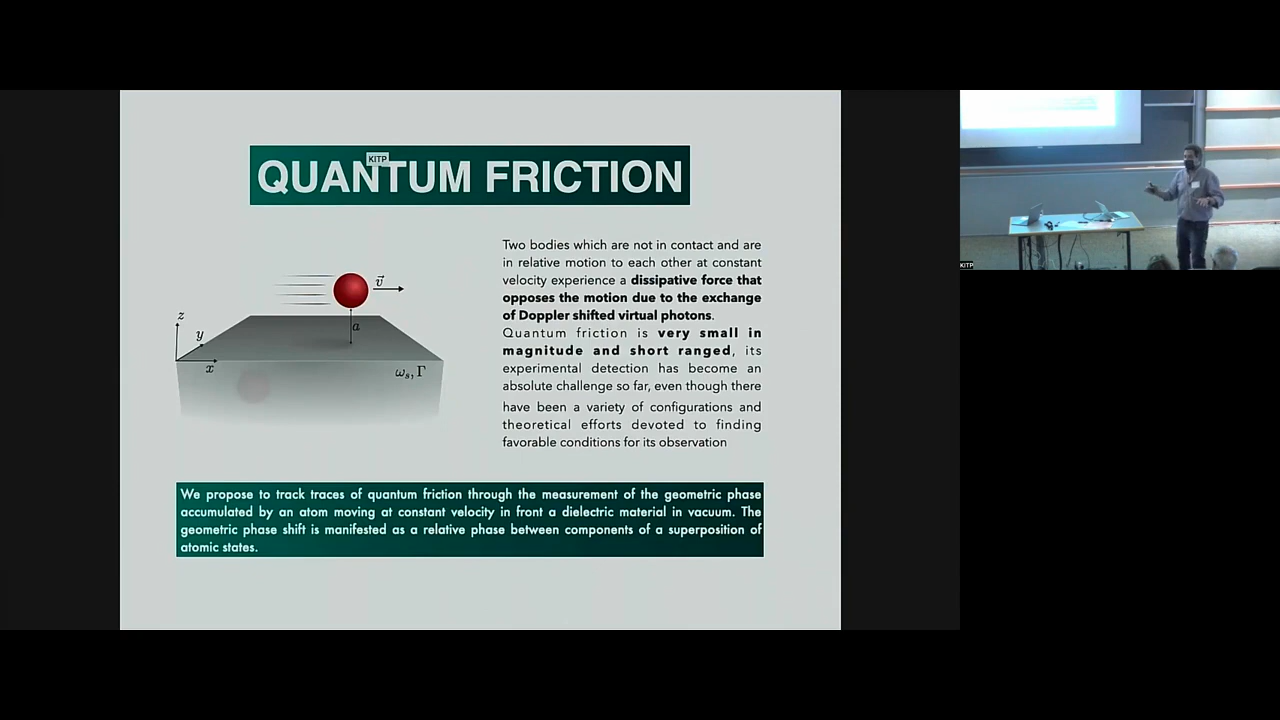 KITP
QUANTUM FRICTION
Two bodies which are not in contact and are
in relative motion to each other at constant
velocity experience a dissipative force that
opposes the motion due to the exchange
of Doppler shifted virtual photons.
Quantum friction is very small in
magnitude and short ranged, its
experimental detection has become an
absolute challenge so far, even though there
have been a variety of configurations and
theoretical efforts devoted to finding
favorable conditions for its observation
v⃗
a
z
y
x
ωₛ, Γ
We propose to track traces of quantum friction through the measurement of the geometric phase
accumulated by an atom moving at constant velocity in front a dielectric material in vacuum. The
geometric phase shift is manifested as a relative phase between components of a superposition of
atomic states.
KITP